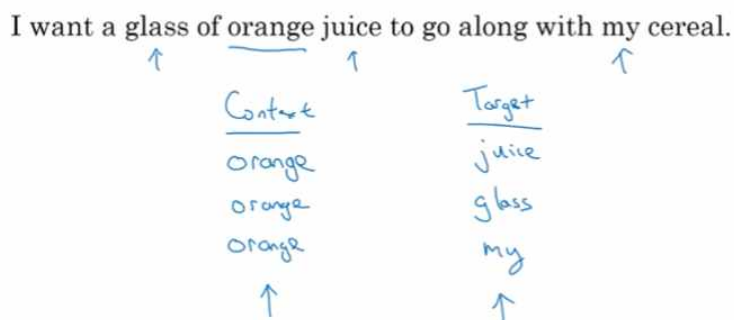 I want a glass of orange juice to go along with my cereal.
Context Target
orange juice
orange glass
orange my